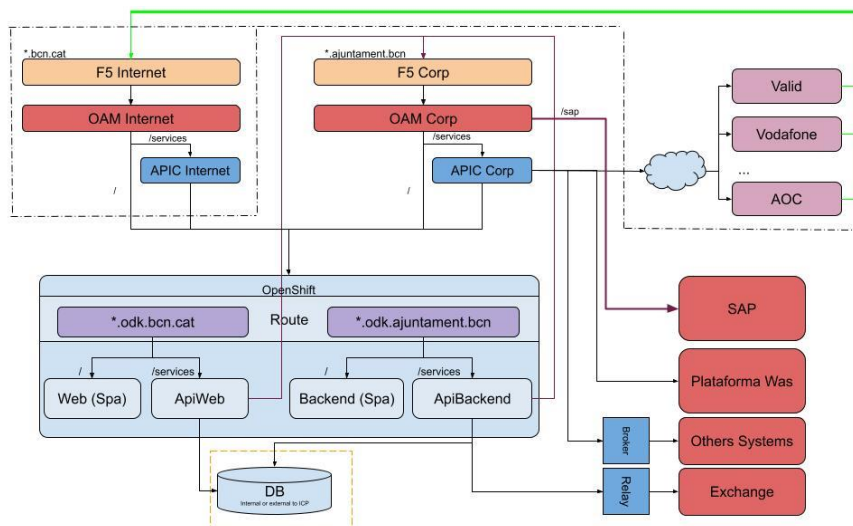 *.bcn.cat
*.ajuntament.bcn
F5 Internet
F5 Corp
Valid
OAM Internet
OAM Corp
/sap
Vodafone
/services
/services
APIC Internet
APIC Corp
...
/
/
AOC
OpenShift
*.odk.bcn.cat
Route
*.odk.ajuntament.bcn
SAP
/
/services
/
/services
Web (Spa)
ApiWeb
Backend (Spa)
ApiBackend
Plataforma Was
Broker
Others Systems
DB
Internal or external to ICP
Relay
Exchange